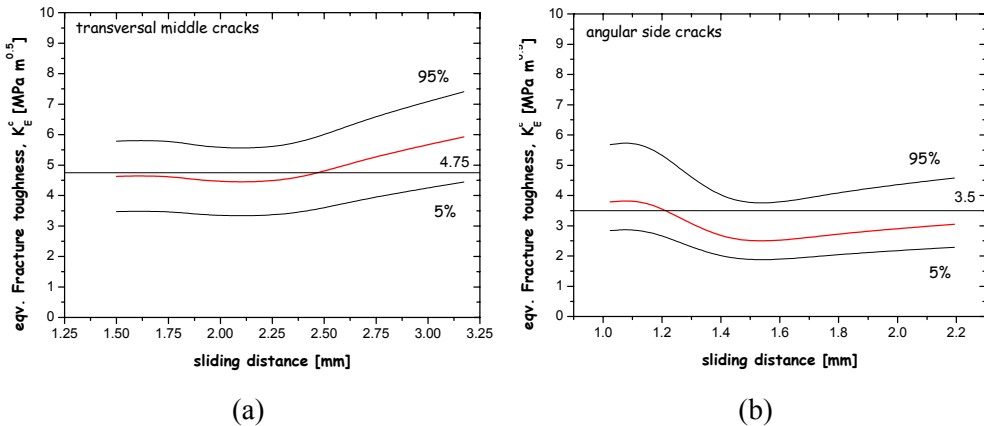 transversal middle cracks
eqv. Fracture toughness, K_E^c [MPa m^0.5]
10
9
8
7
6
5
4
3
2
1
0
95%
4.75
5%
1.25 1.50 1.75 2.00 2.25 2.50 2.75 3.00 3.25
sliding distance [mm]
(a)
angular side cracks
eqv. Fracture toughness, K_E^c [MPa m^0.5]
10
9
8
7
6
5
4
3
2
1
0
95%
3.5
5%
1.0 1.2 1.4 1.6 1.8 2.0 2.2
sliding distance [mm]
(b)